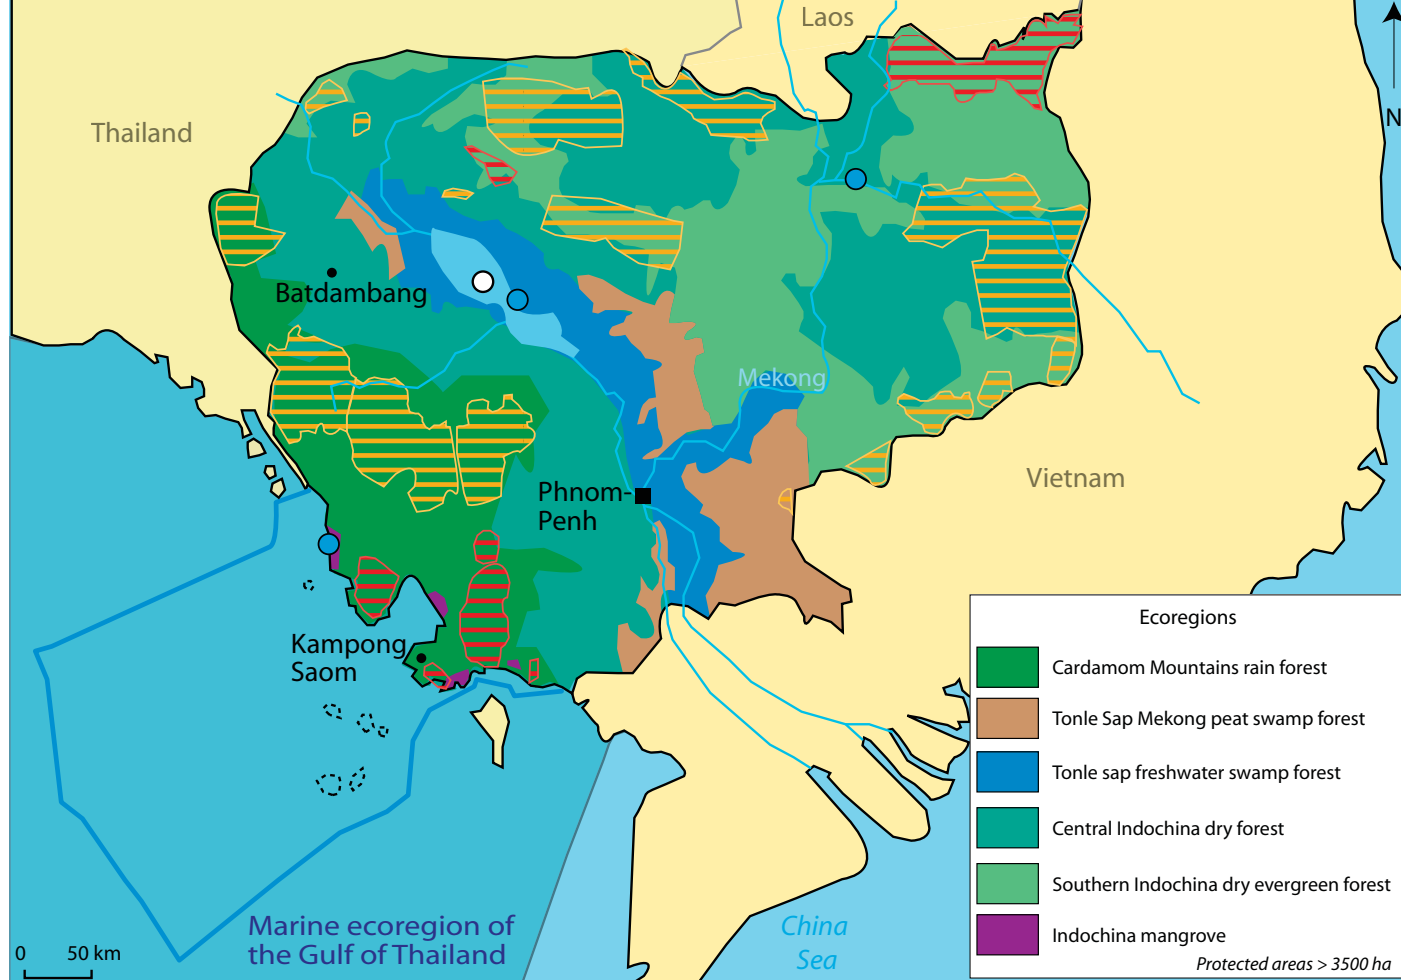 Laos
Thailand
N
Batdambang
Mekong
Phnom-
Penh
Vietnam
Kampong
Saom
Ecoregions
Cardamom Mountains rain forest
Tonle Sap Mekong peat swamp forest
Tonle sap freshwater swamp forest
Central Indochina dry forest
Southern Indochina dry evergreen forest
Indochina mangrove
Protected areas > 3500 ha
Marine ecoregion of
the Gulf of Thailand
China
Sea
0 50 km